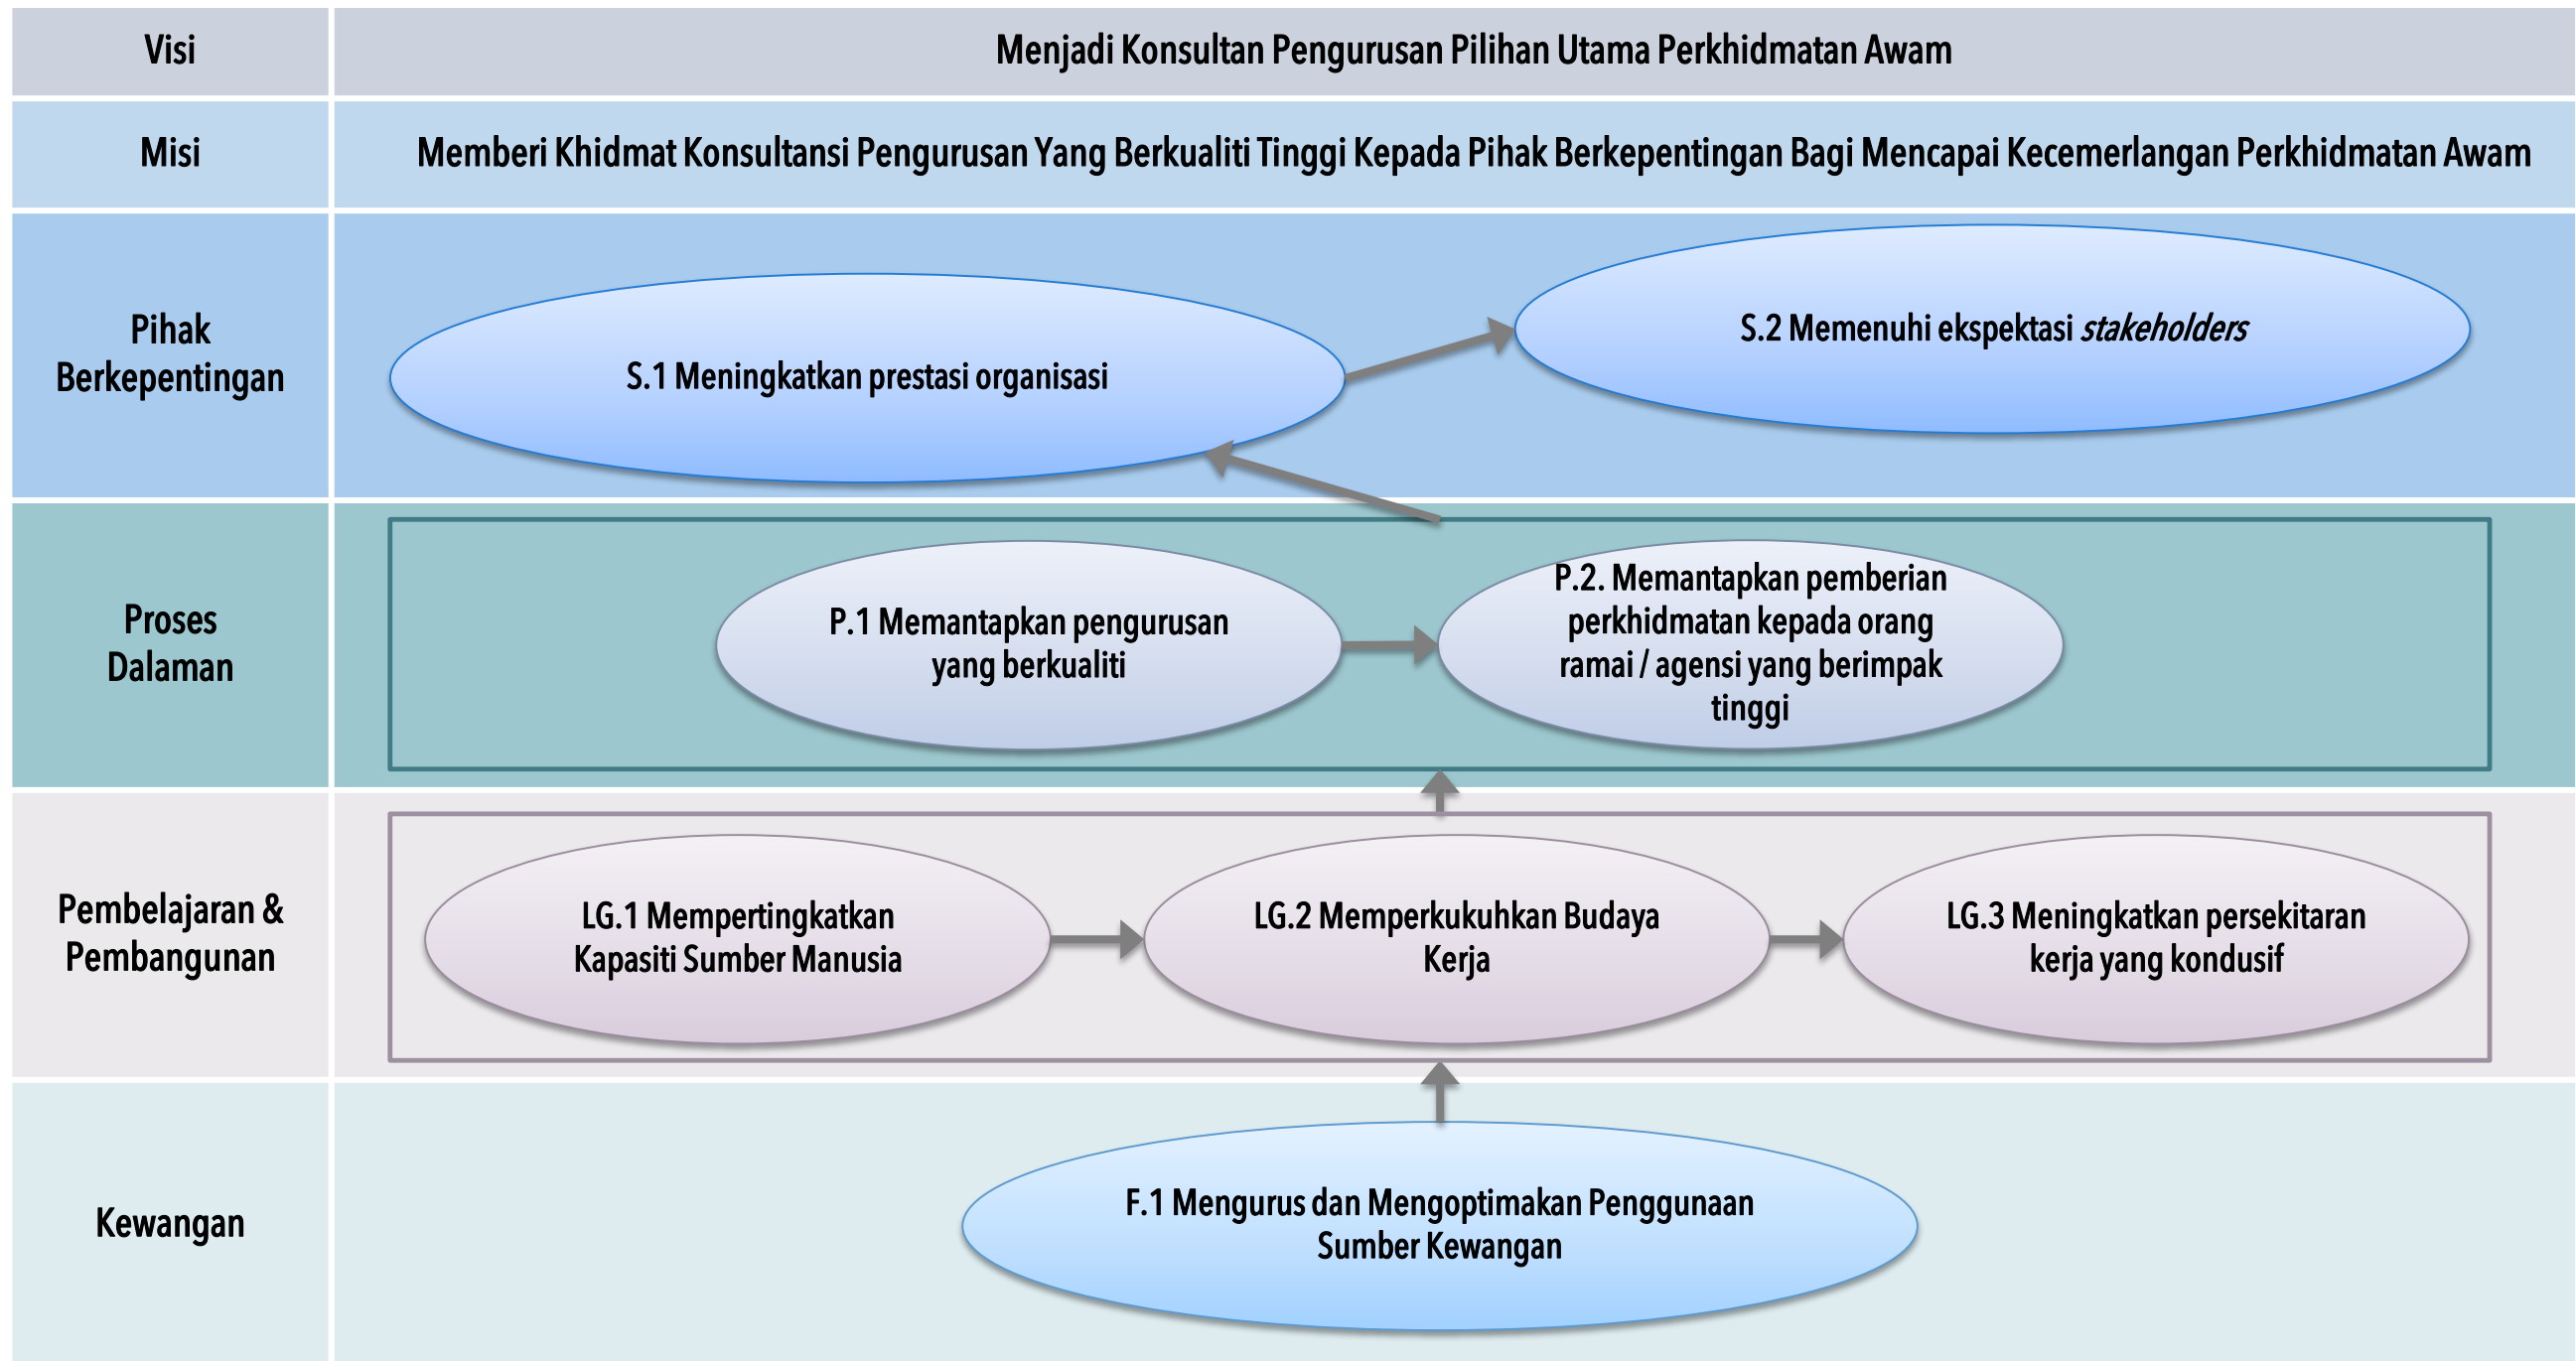 Visi
Menjadi Konsultan Pengurusan Pilihan Utama Perkhidmatan Awam
Misi
Memberi Khidmat Konsultansi Pengurusan Yang Berkualiti Tinggi Kepada Pihak Berkepentingan Bagi Mencapai Kecemerlangan Perkhidmatan Awam
Pihak
Berkepentingan
S.1 Meningkatkan prestasi organisasi
S.2 Memenuhi ekspektasi stakeholders
Proses
Dalaman
P.1 Memantapkan pengurusan
yang berkualiti
P.2. Memantapkan pemberian
perkhidmatan kepada orang
ramai / agensi yang berimpak
tinggi
Pembelajaran &
Pembangunan
LG.1 Mempertingkatkan
Kapasiti Sumber Manusia
LG.2 Memperkukuhkan Budaya
Kerja
LG.3 Meningkatkan persekitaran
kerja yang kondusif
Kewangan
F.1 Mengurus dan Mengoptimakan Penggunaan
Sumber Kewangan